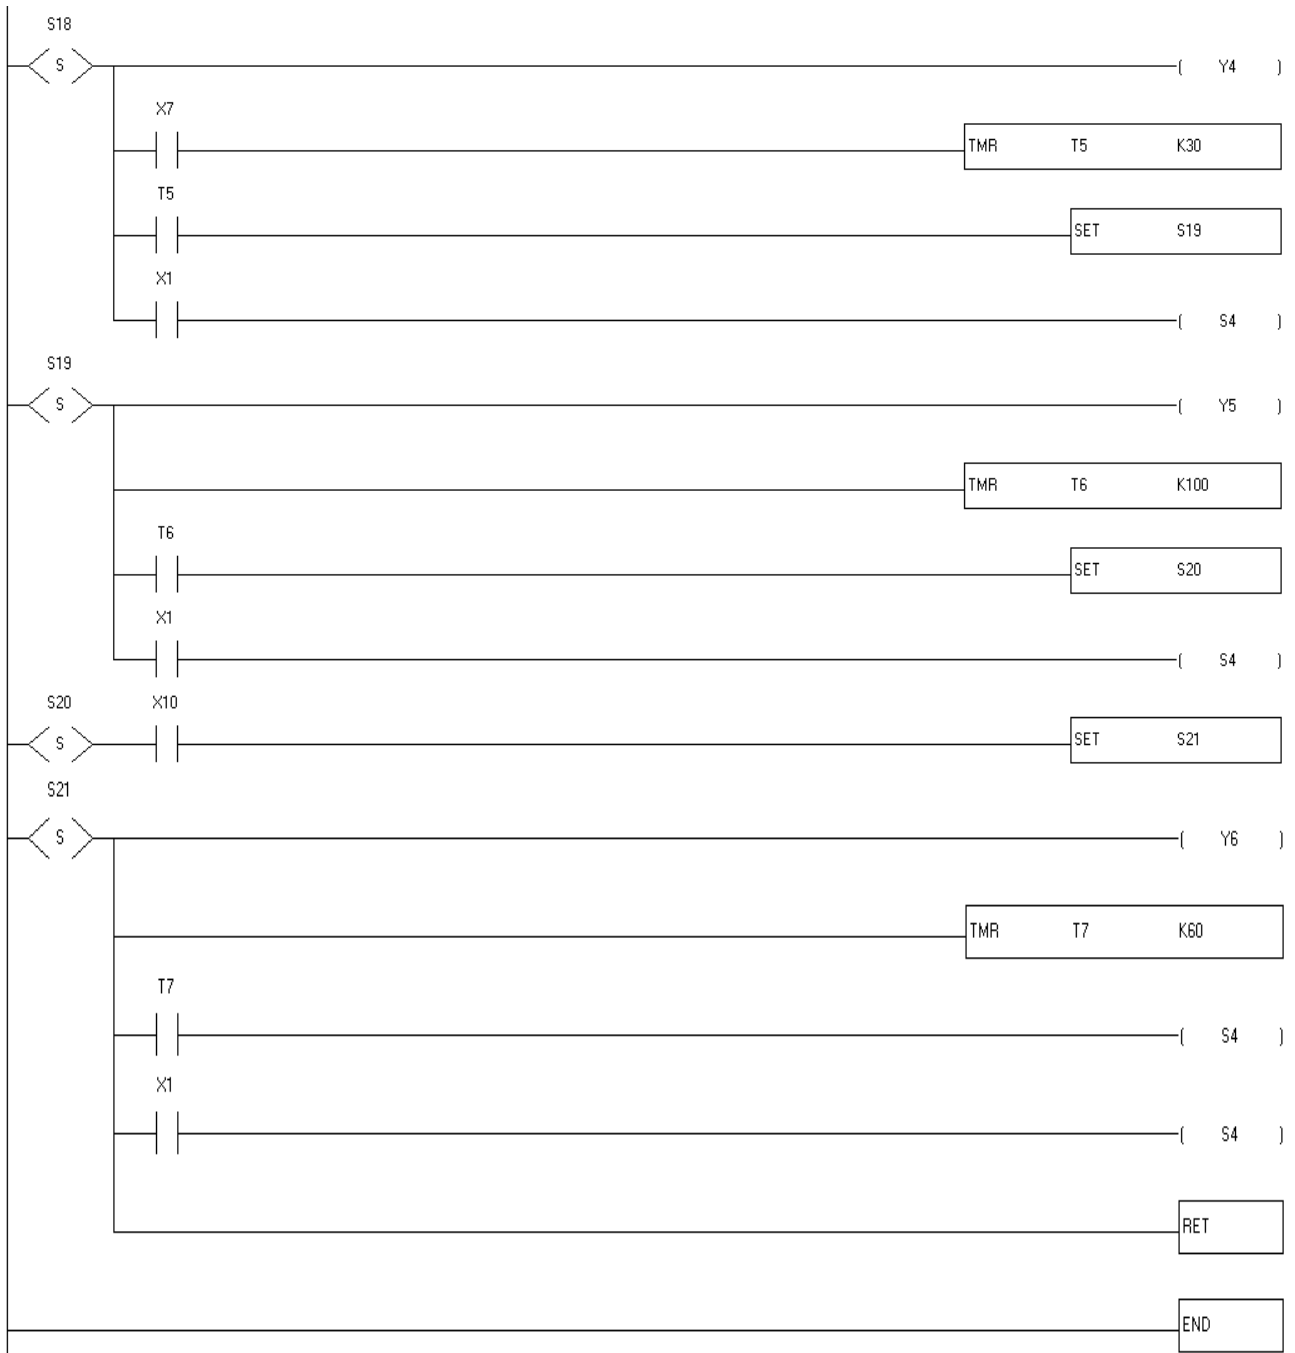 S18
S Y4
X7
TMR T5 K30
T5
SET S19
X1
S4
S19
S Y5
TMR T6 K100
T6
SET S20
X1
S4
S20 X10
S SET S21
S21
S Y6
TMR T7 K60
T7
S4
X1
S4
RET
END